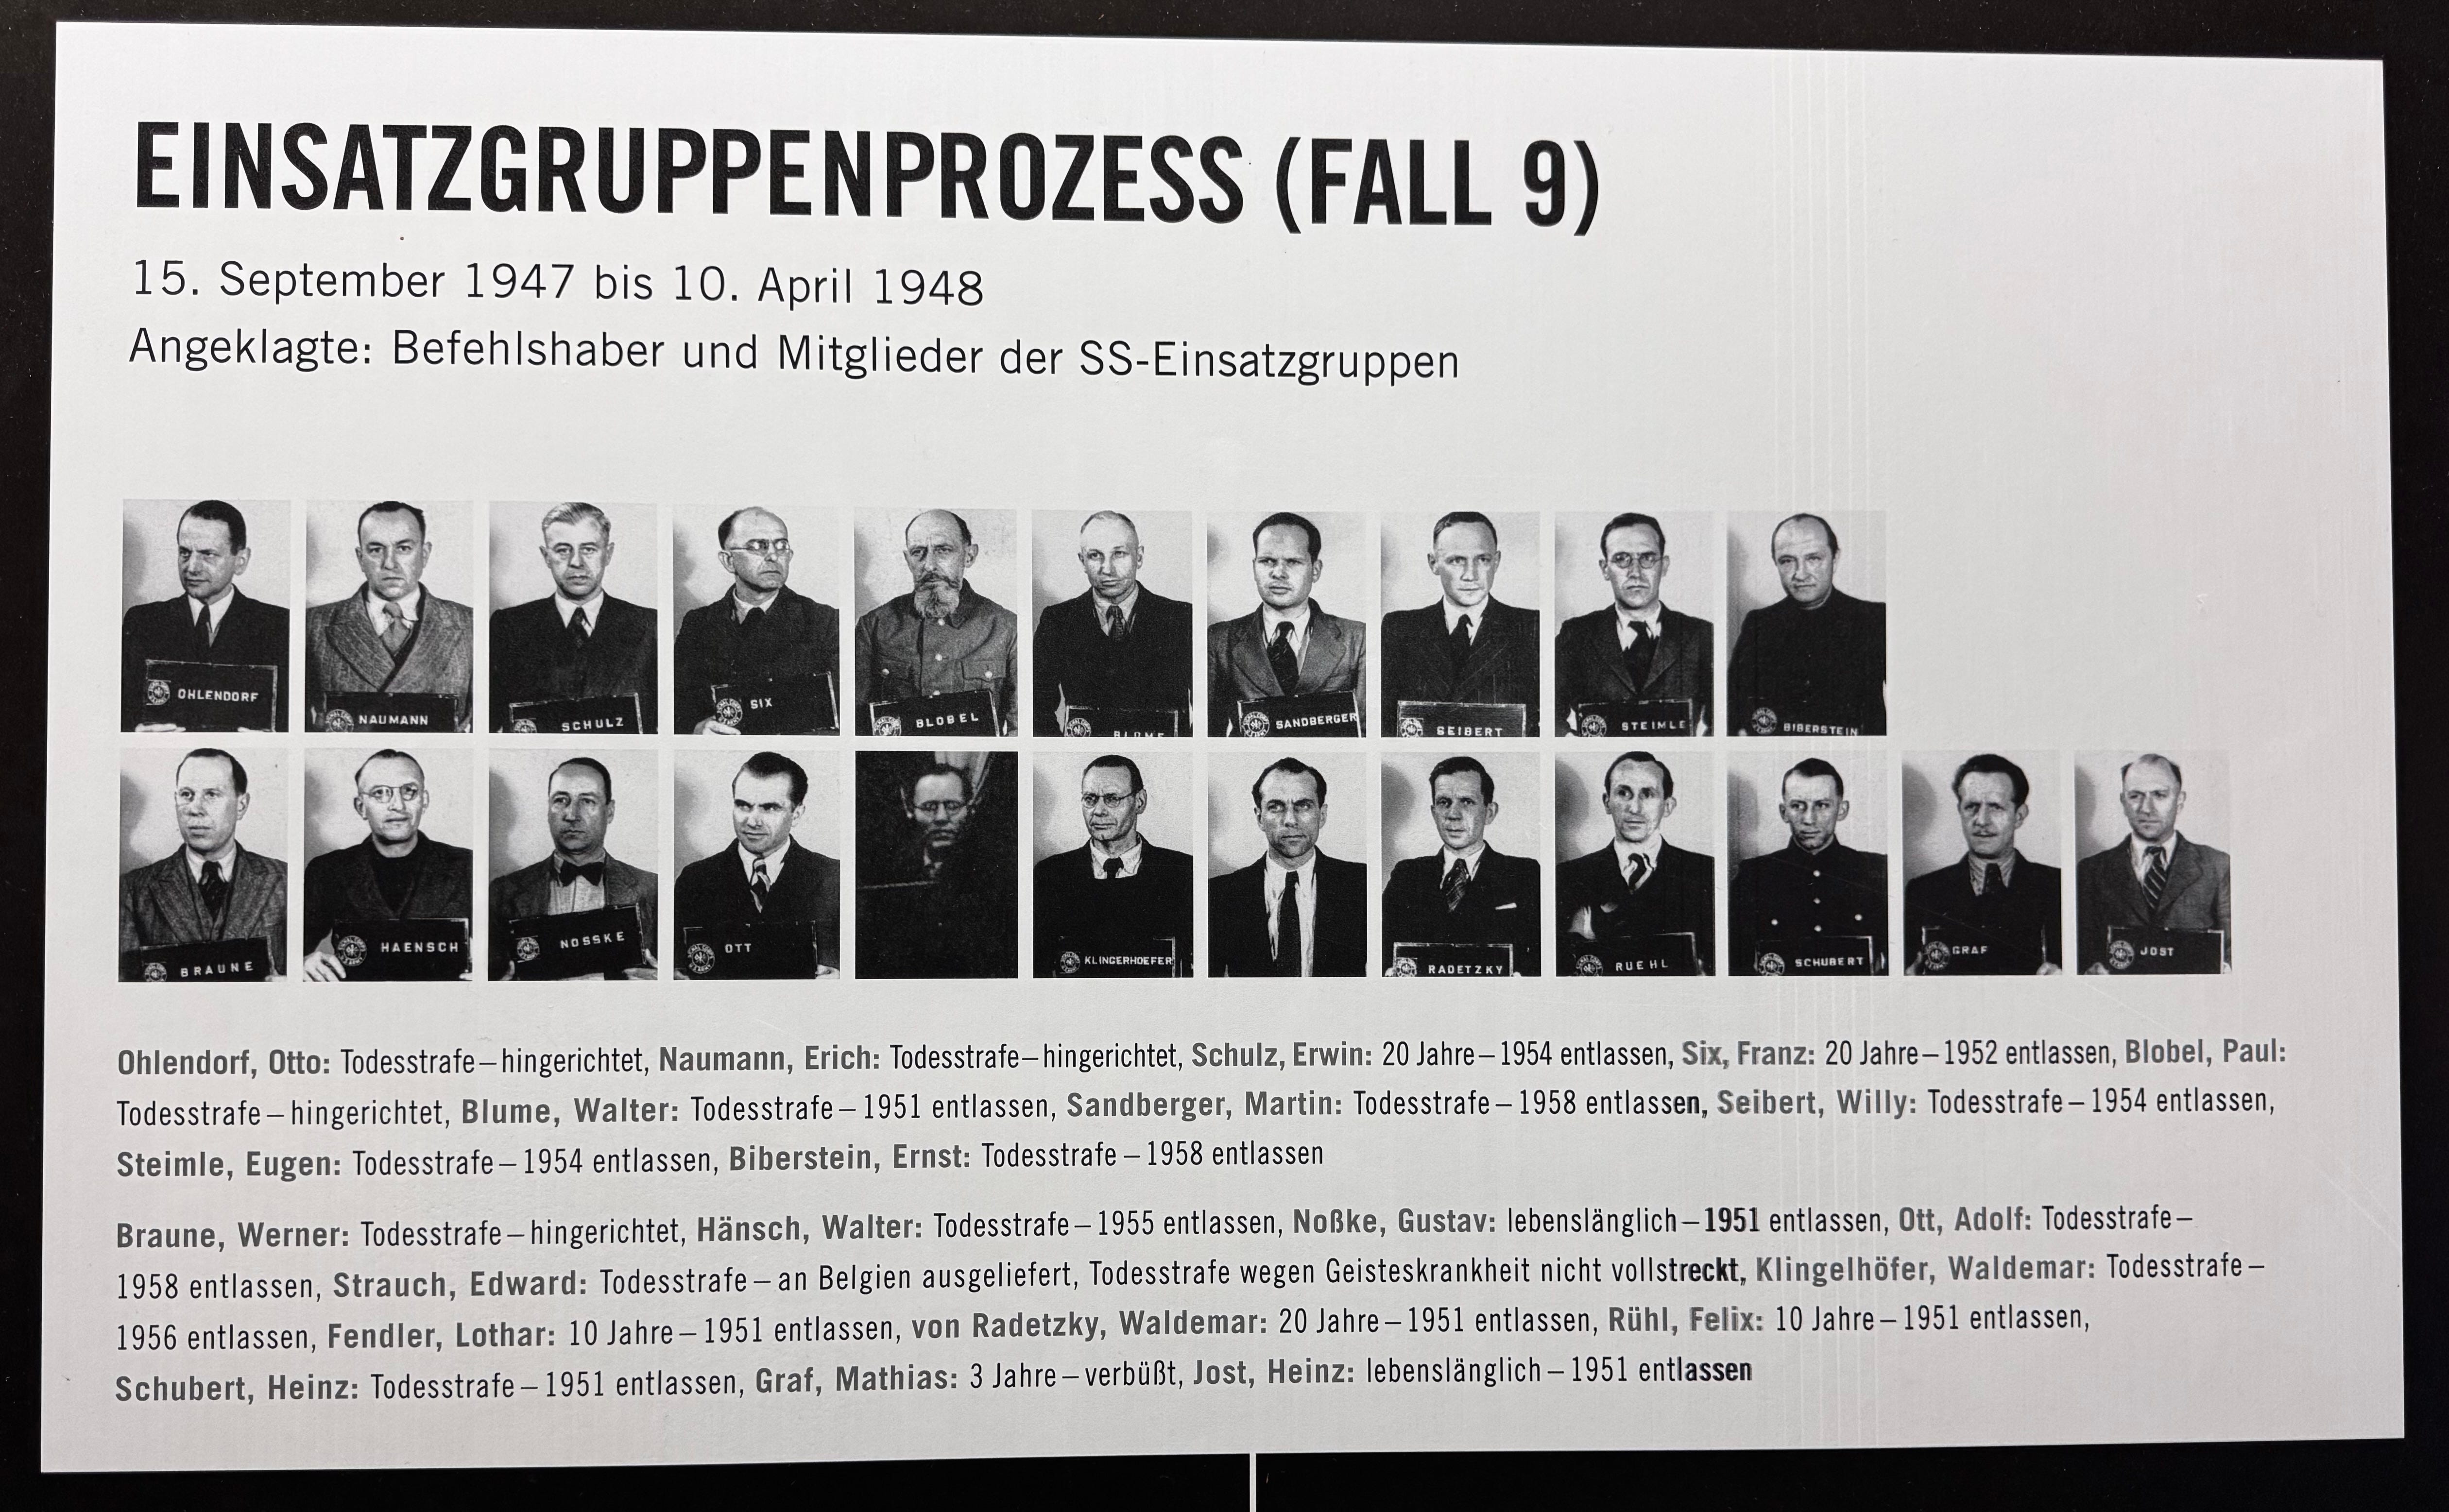 EINSATZGRUPPENPROZESS (FALL 9)
15. September 1947 bis 10. April 1948
Angeklagte: Befehlshaber und Mitglieder der SS-Einsatzgruppen
OHLENDORF
NAUMANN
SCHULZ
SIX
BLOBEL
BLUME
SANDBERGER
SEIBERT
STEIMLE
BIBERSTEIN
BRAUNE
HAENSCH
NOSSKE
OTT
KLINGERHOEFER
RADETZKY
RUEHL
SCHUBERT
GRAF
JOST
Ohlendorf, Otto: Todesstrafe – hingerichtet, Naumann, Erich: Todesstrafe – hingerichtet, Schulz, Erwin: 20 Jahre – 1954 entlassen, Six, Franz: 20 Jahre – 1952 entlassen, Blobel, Paul:
Todesstrafe – hingerichtet, Blume, Walter: Todesstrafe – 1951 entlassen, Sandberger, Martin: Todesstrafe – 1958 entlassen, Seibert, Willy: Todesstrafe – 1954 entlassen,
Steimle, Eugen: Todesstrafe – 1954 entlassen, Biberstein, Ernst: Todesstrafe – 1958 entlassen
Braune, Werner: Todesstrafe – hingerichtet, Hänsch, Walter: Todesstrafe – 1955 entlassen, Noßke, Gustav: lebenslänglich – 1951 entlassen, Ott, Adolf: Todesstrafe –
1958 entlassen, Strauch, Edward: Todesstrafe – an Belgien ausgeliefert, Todesstrafe wegen Geisteskrankheit nicht vollstreckt, Klingelhöfer, Waldemar: Todesstrafe –
1956 entlassen, Fendler, Lothar: 10 Jahre – 1951 entlassen, von Radetzky, Waldemar: 20 Jahre – 1951 entlassen, Rühl, Felix: 10 Jahre – 1951 entlassen,
Schubert, Heinz: Todesstrafe – 1951 entlassen, Graf, Mathias: 3 Jahre – verbüßt, Jost, Heinz: lebenslänglich – 1951 entlassen